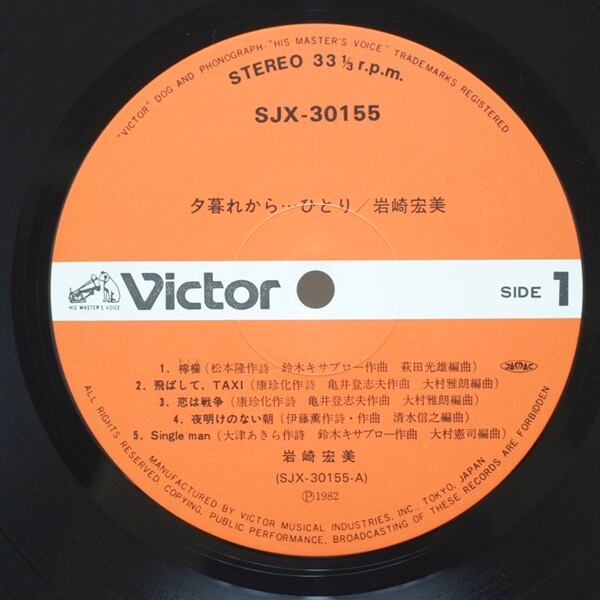 "VICTOR" DOG AND PHONOGRAPH·"HIS MASTER'S VOICE" TRADEMARKS REGISTERED
STEREO 33 1/3 r.p.m.
SJX-30155
夕暮れから…ひとり／岩崎宏美
HIS MASTER'S VOICE
Victor
SIDE 1
1. 檸檬（松本隆作詩 鈴木キサブロー作曲 萩田光雄編曲）
JASRAC
2. 飛ばして、TAXI（康珍化作詩 亀井登志夫作曲 大村雅朗編曲）
3. 恋は戦争（康珍化作詩 亀井登志夫作曲 大村雅朗編曲）
4. 夜明けのない朝（伊藤薫作詩・作曲 清水信之編曲）
5. Single man（大津あきら作詩 鈴木キサブロー作曲 大村憲司編曲）
岩崎宏美
(SJX-30155-A)
Ⓟ1982
MANUFACTURED BY VICTOR MUSICAL INDUSTRIES, INC., TOKYO, JAPAN
ALL RIGHTS RESERVED. COPYING, PUBLIC PERFORMANCE, BROADCASTING OF THESE RECORDS ARE FORBIDDEN